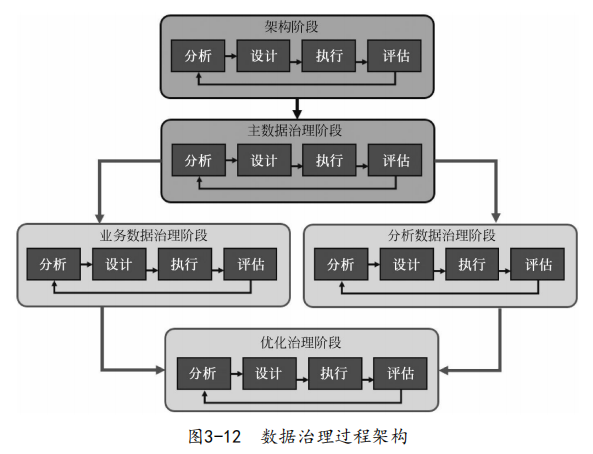 架构阶段
分析 设计 执行 评估
主数据治理阶段
分析 设计 执行 评估
业务数据治理阶段
分析 设计 执行 评估
分析数据治理阶段
分析 设计 执行 评估
优化治理阶段
分析 设计 执行 评估
图3-12 数据治理过程架构